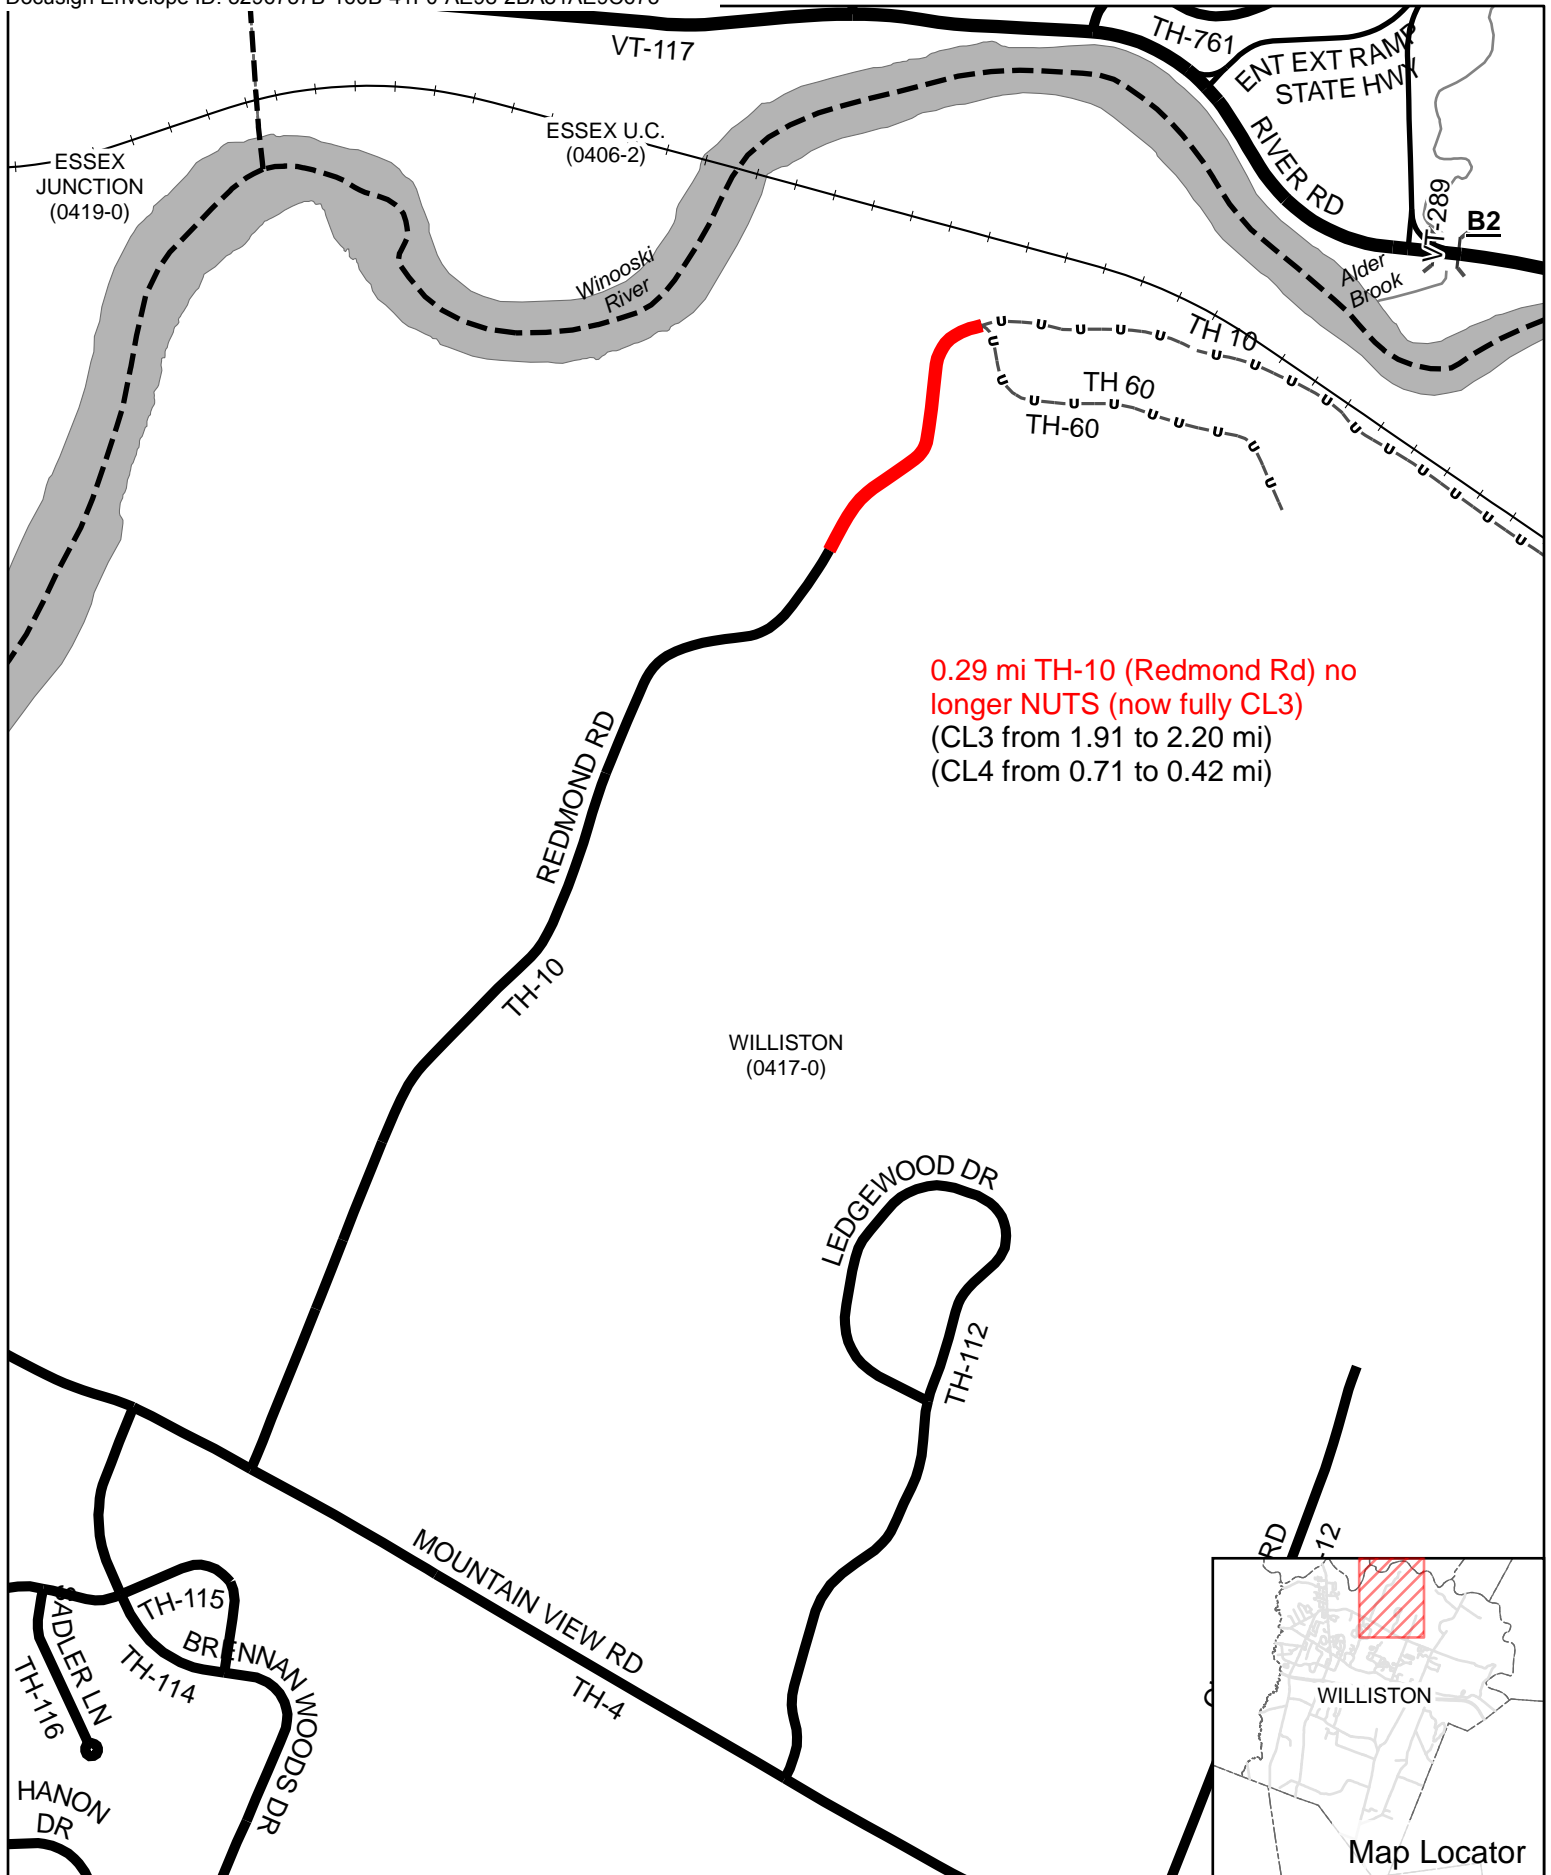 VT-117
TH-761
ENT EXT RAMP
STATE HWY
ESSEX U.C.
(0406-2)
ESSEX
JUNCTION
(0419-0)
RIVER RD
VT-289
B2
Winooski
River
Alder
Brook
TH 10
TH 60
TH-60
0.29 mi TH-10 (Redmond Rd) no
longer NUTS (now fully CL3)
(CL3 from 1.91 to 2.20 mi)
(CL4 from 0.71 to 0.42 mi)
REDMOND RD
TH-10
WILLISTON
(0417-0)
LEDGEWOOD DR
TH-112
MOUNTAIN VIEW RD
TH-4
RD
-12
TH-115
SADLER LN
TH-116
TH-114
BRENNAN WOODS DR
HANON
DR
WILLISTON
Map Locator